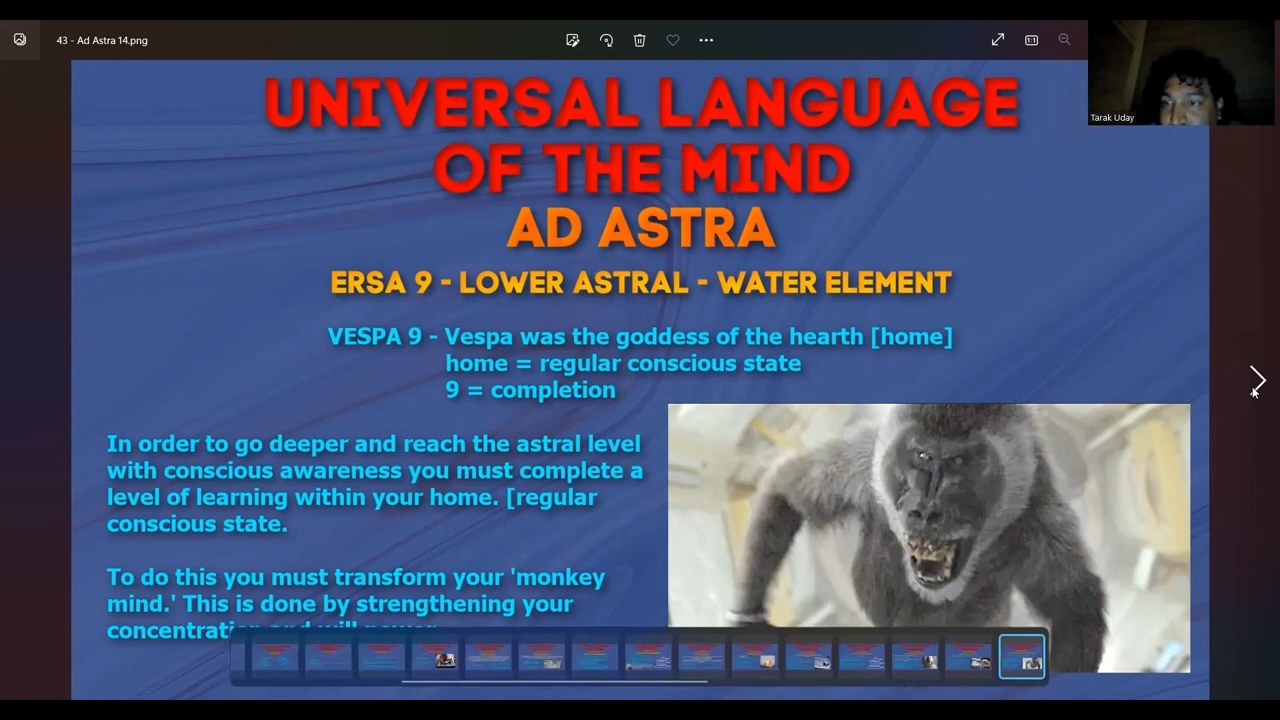 43 - Ad Astra 14.png
Tarak Uday
UNIVERSAL LANGUAGE
OF THE MIND
AD ASTRA
ERSA 9 - LOWER ASTRAL - WATER ELEMENT
VESPA 9 - Vespa was the goddess of the hearth [home]
home = regular conscious state
9 = completion
In order to go deeper and reach the astral level
with conscious awareness you must complete a
level of learning within your home. [regular
conscious state.
To do this you must transform your 'monkey
mind.' This is done by strengthening your